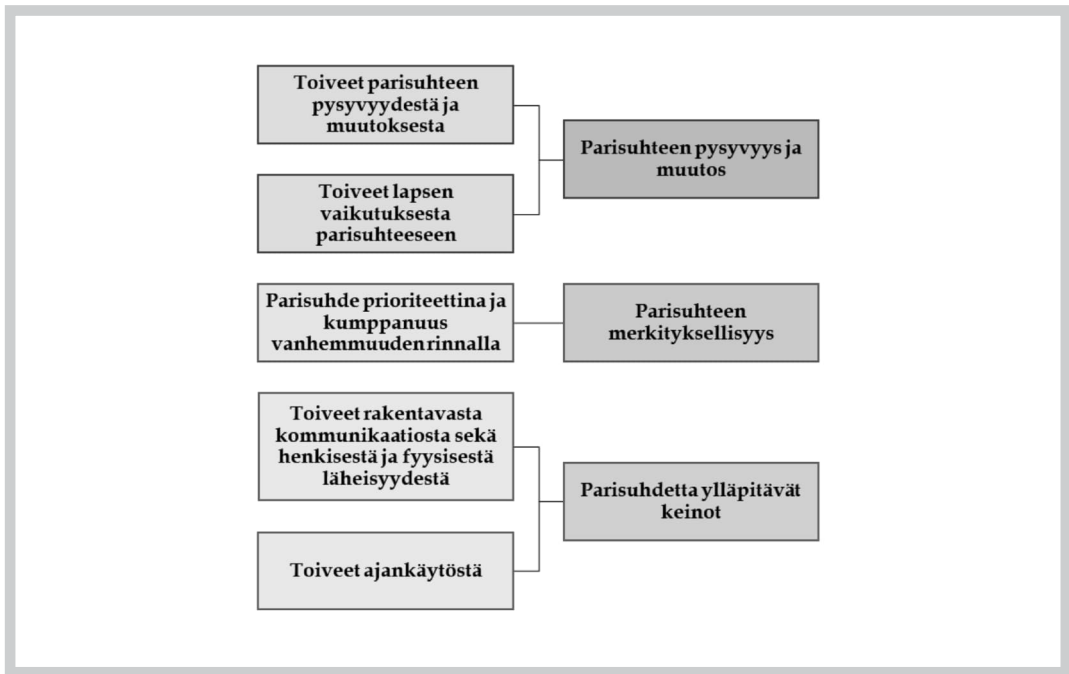 Toiveet parisuhteen
pysyvyydestä ja
muutoksesta
Toiveet lapsen
vaikutuksesta
parisuhteeseen
Parisuhteen pysyvyys ja
muutos
Parisuhde prioriteettina ja
kumppanuus
vanhemmuuden rinnalla
Parisuhteen
merkityksellisyys
Toiveet rakentavasta
kommunikaatiosta sekä
henkisestä ja fyysisestä
läheisyydestä
Toiveet ajankäytöstä
Parisuhdetta ylläpitävät
keinot